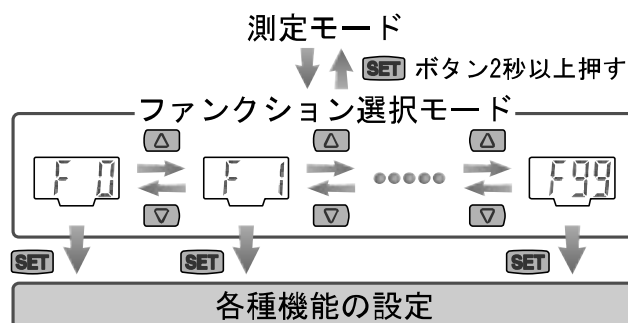 測定モード
SET ボタン2秒以上押す
ファンクション選択モード
F 0 F 1 F99
SET SET SET
各種機能の設定